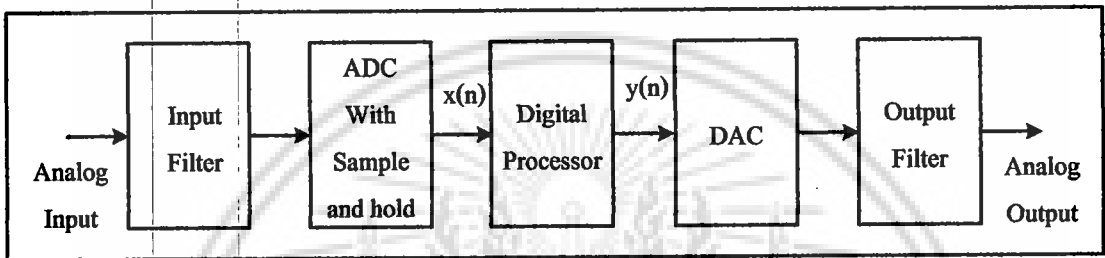 Analog
Input
Input
Filter
ADC
With
Sample
and hold
x(n)
Digital
Processor
y(n)
DAC
Output
Filter
Analog
Output